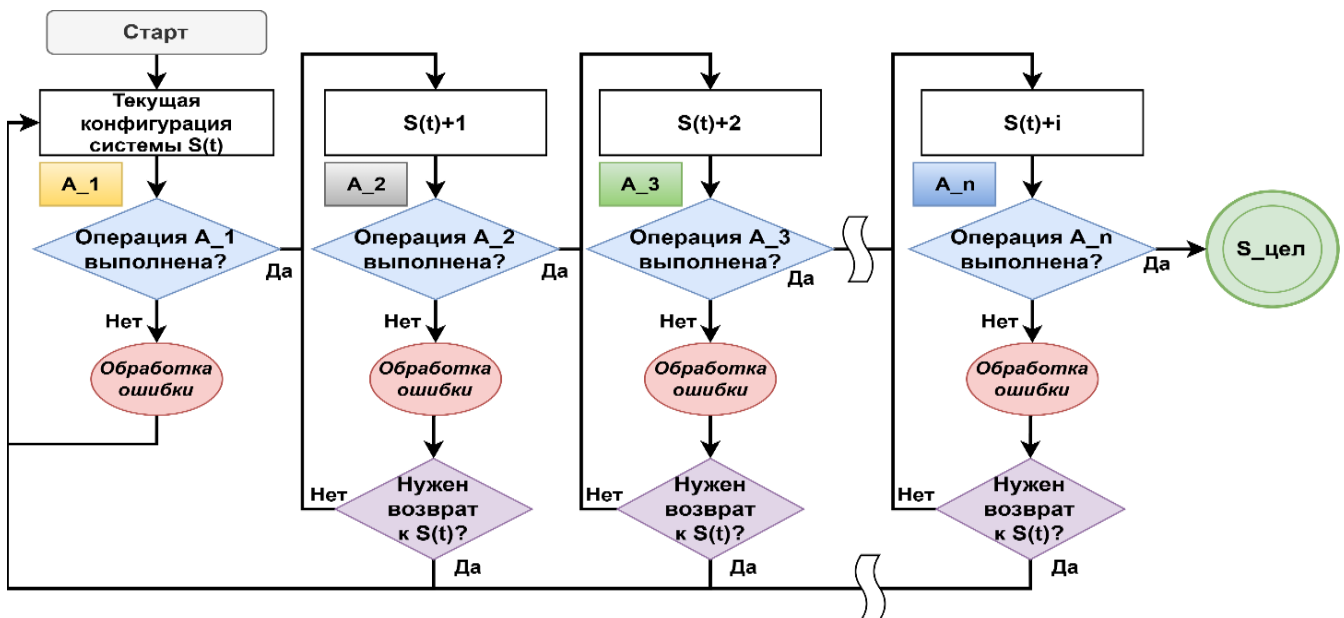 Старт
Текущая
конфигурация
системы S(t)
S(t)+1
S(t)+2
S(t)+i
A_1
A_2
A_3
A_n
Операция A_1
выполнена?
Да
Операция A_2
выполнена?
Да
Операция A_3
выполнена?
Да
Операция A_n
выполнена?
Да
S_цел
Нет
Нет
Нет
Нет
Обработка
ошибки
Обработка
ошибки
Обработка
ошибки
Обработка
ошибки
Нет
Нужен
возврат
к S(t)?
Да
Нет
Нужен
возврат
к S(t)?
Да
Нет
Нужен
возврат
к S(t)?
Да